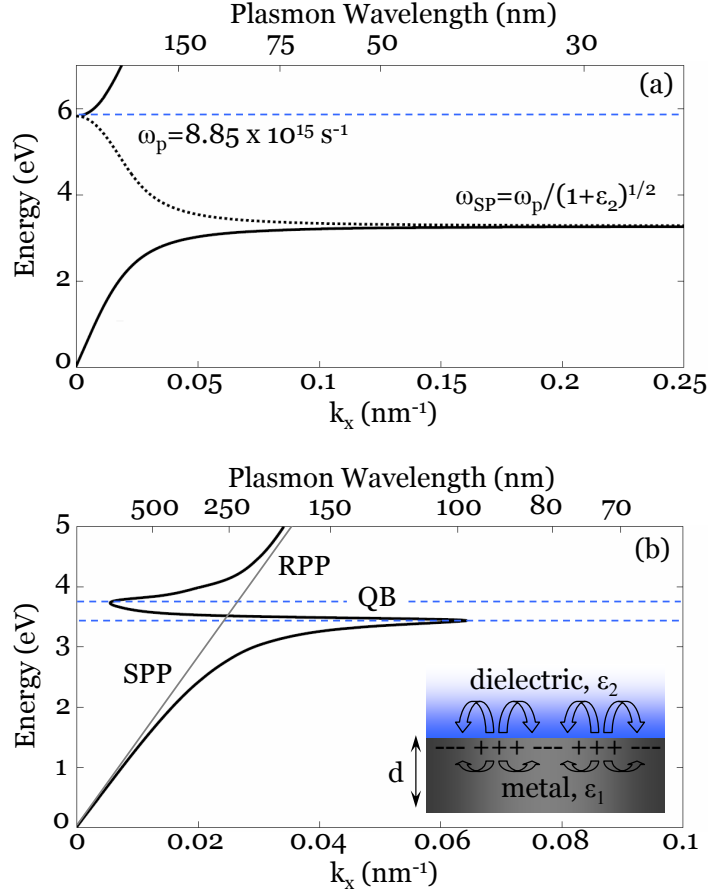 Plasmon Wavelength (nm)
150 75 50 30
(a)
6
ωp=8.85 x 10¹⁵ s⁻¹
4
ωSP=ωp/(1+ε₂)^1/2
2
0
Energy (eV)
0 0.05 0.1 0.15 0.2 0.25
kₓ (nm⁻¹)
Plasmon Wavelength (nm)
500 250 150 100 80 70
5
(b)
RPP
4
QB
3
SPP
2
1
0
Energy (eV)
dielectric, ε₂
--- +++ --- +++ ---
d
metal, ε₁
0 0.02 0.04 0.06 0.08 0.1
kₓ (nm⁻¹)